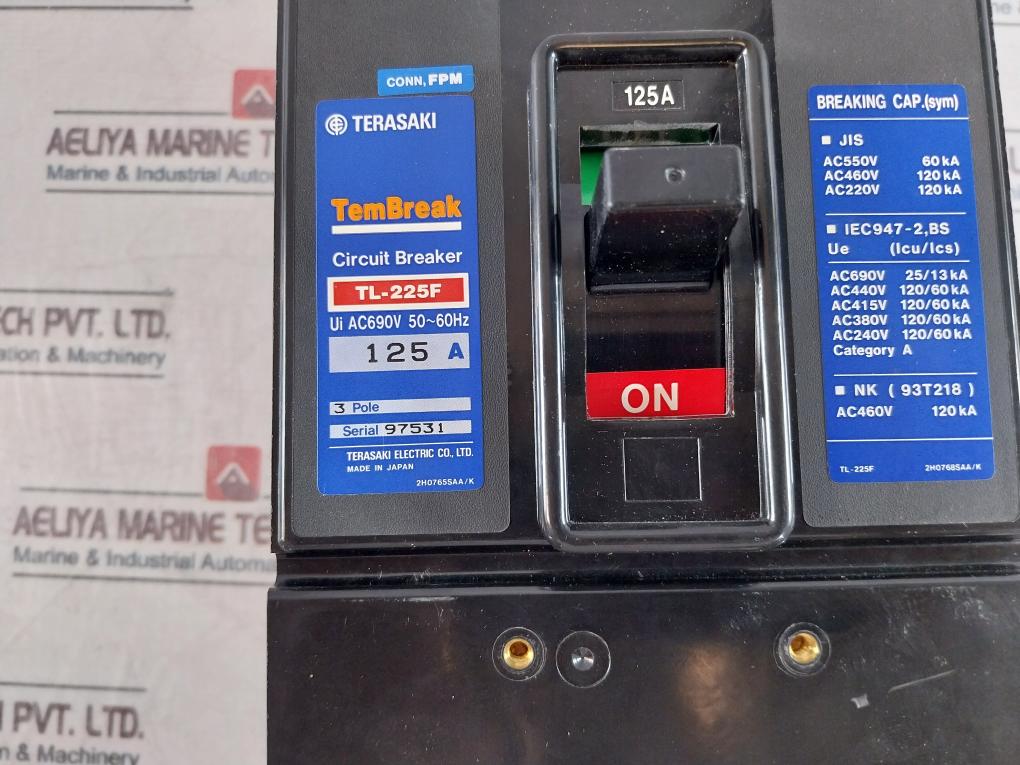 CONN, FPM
TERASAKI
TemBreak
Circuit Breaker
TL-225F
Ui AC690V 50~60Hz
125 A
3 Pole
Serial 97531
TERASAKI ELECTRIC CO., LTD.
MADE IN JAPAN
2H0765SAA/K
125A
ON
BREAKING CAP.(sym)
■ JIS
AC550V 60kA
AC460V 120kA
AC220V 120kA
■ IEC947-2,BS
Ue (Icu/Ics)
AC690V 25/13kA
AC440V 120/60kA
AC415V 120/60kA
AC380V 120/60kA
AC240V 120/60kA
Category A
■ NK ( 93T218 )
AC460V 120kA
TL-225F 2H0768SAA/K
AELIYA MARINE T
Marine & Industrial Auto
ECH PVT. LTD.
ation & Machinery
AELIYA MARINE TE
Marine & Industrial Automa
H PVT. LTD.
n & Machinery